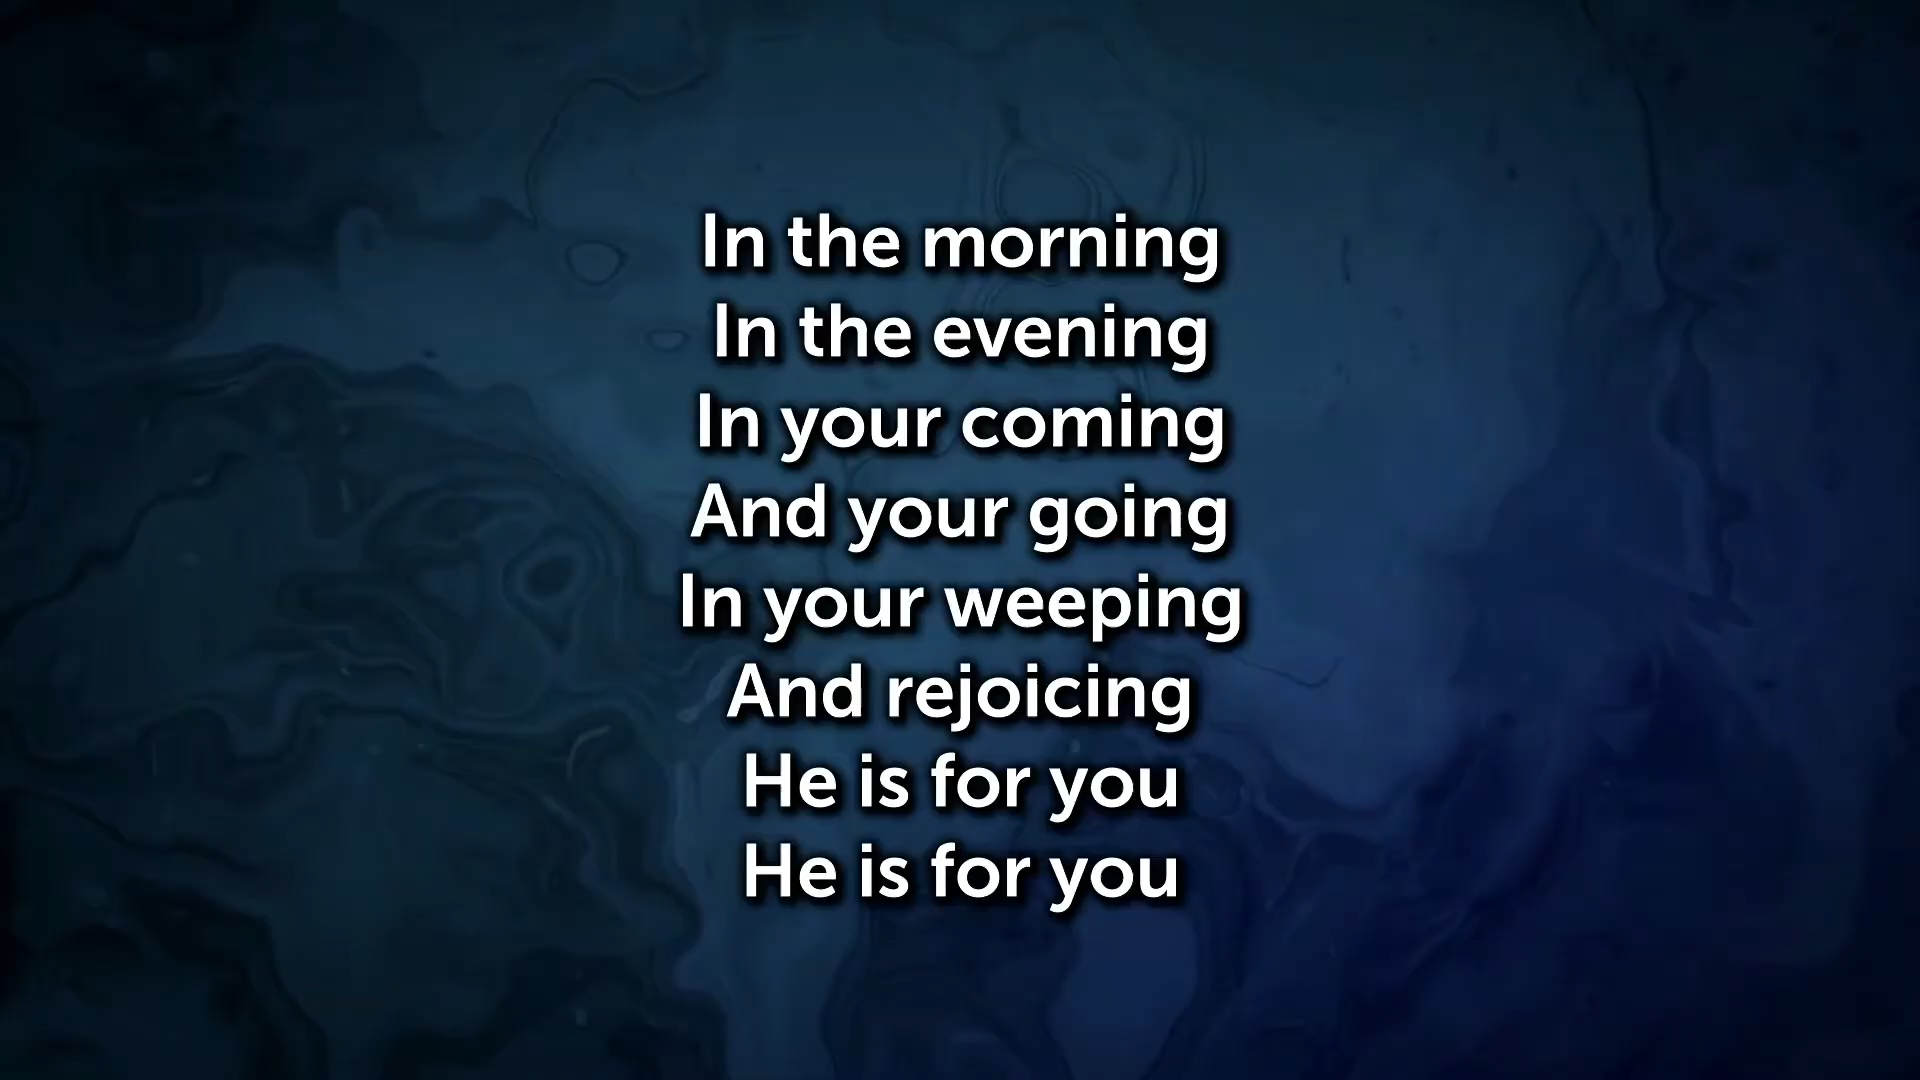 In the morning
In the evening
In your coming
And your going
In your weeping
And rejoicing
He is for you
He is for you